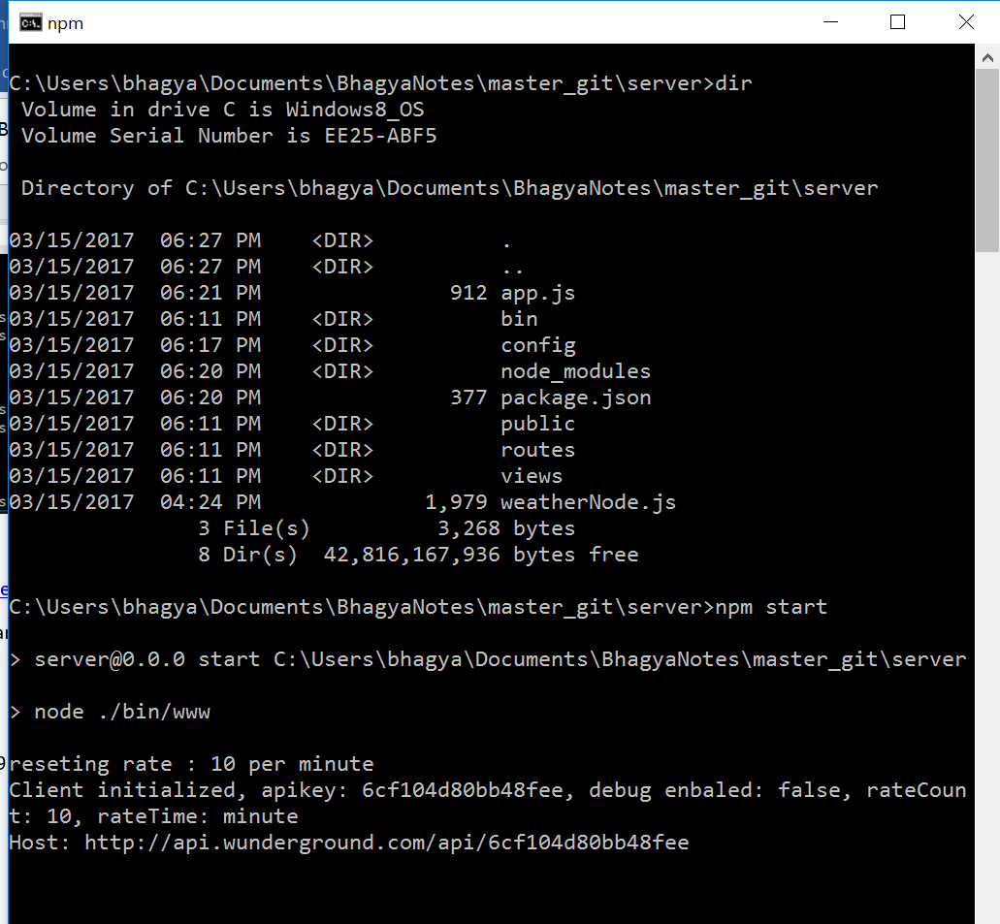 npm
C:\Users\bhagya\Documents\BhagyaNotes\master_git\server>dir
Volume in drive C is Windows8_OS
Volume Serial Number is EE25-ABF5
Directory of C:\Users\bhagya\Documents\BhagyaNotes\master_git\server
03/15/2017  06:27 PM    <DIR>          .
03/15/2017  06:27 PM    <DIR>          ..
03/15/2017  06:21 PM               912 app.js
03/15/2017  06:11 PM    <DIR>          bin
03/15/2017  06:17 PM    <DIR>          config
03/15/2017  06:20 PM    <DIR>          node_modules
03/15/2017  06:20 PM               377 package.json
03/15/2017  06:11 PM    <DIR>          public
03/15/2017  06:11 PM    <DIR>          routes
03/15/2017  06:11 PM    <DIR>          views
03/15/2017  04:24 PM             1,979 weatherNode.js
3 File(s)          3,268 bytes
8 Dir(s)  42,816,167,936 bytes free
C:\Users\bhagya\Documents\BhagyaNotes\master_git\server>npm start
> server@0.0.0 start C:\Users\bhagya\Documents\BhagyaNotes\master_git\server
> node ./bin/www
reseting rate : 10 per minute
Client initialized, apikey: 6cf104d80bb48fee, debug enbaled: false, rateCoun
t: 10, rateTime: minute
Host: http://api.wunderground.com/api/6cf104d80bb48fee